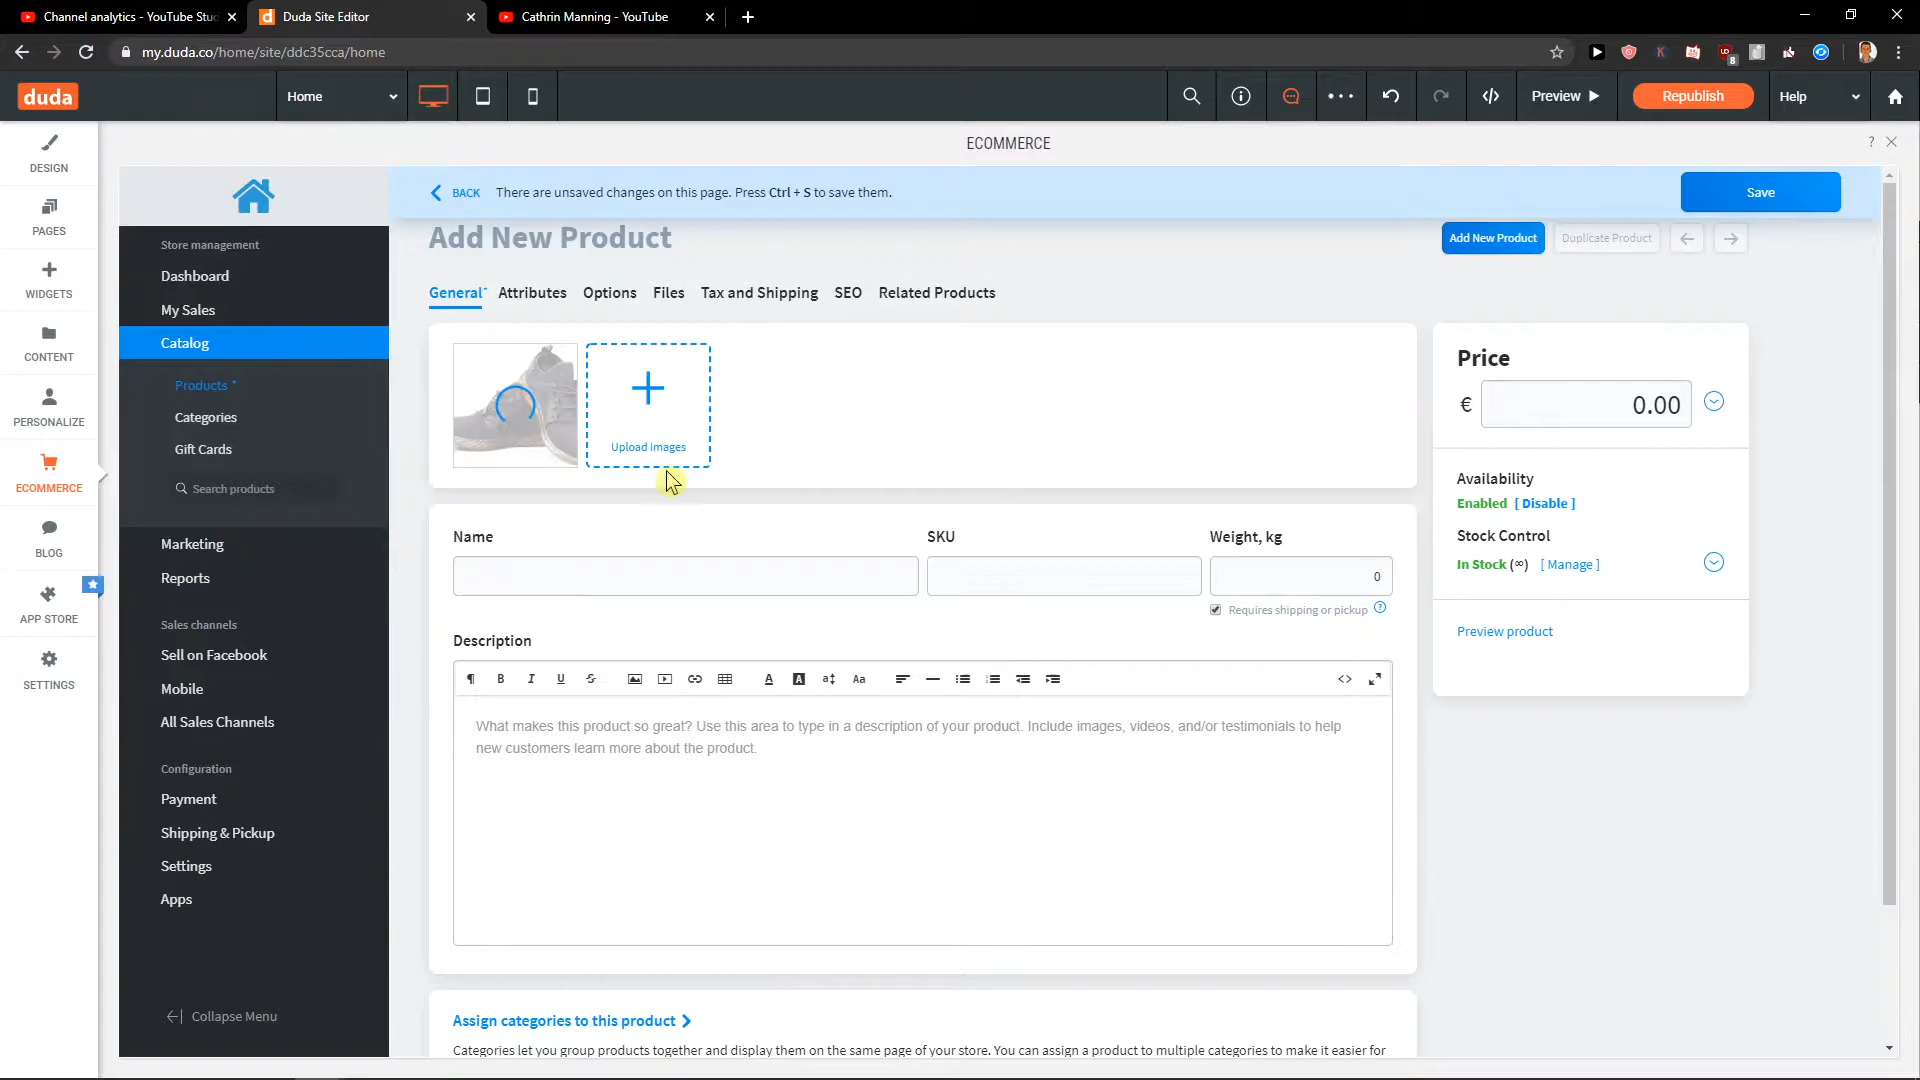 Channel analytics - YouTube Stud
Duda Site Editor
Cathrin Manning - YouTube
my.duda.co/home/site/ddc35cca/home
8
duda
Home
Preview
Republish
Help
DESIGN
PAGES
WIDGETS
CONTENT
PERSONALIZE
ECOMMERCE
BLOG
APP STORE
SETTINGS
ECOMMERCE
?
Store management
Dashboard
My Sales
Catalog
Products *
Categories
Gift Cards
Search products
Marketing
Reports
Sales channels
Sell on Facebook
Mobile
All Sales Channels
Configuration
Payment
Shipping & Pickup
Settings
Apps
Collapse Menu
BACK There are unsaved changes on this page. Press Ctrl + S to save them.
Save
Add New Product
Add New Product
Duplicate Product
General* Attributes Options Files Tax and Shipping SEO Related Products
Upload Images
Name
SKU
Weight, kg
0
Requires shipping or pickup ?
Description
¶ B I U S A A Aa <>
What makes this product so great? Use this area to type in a description of your product. Include images, videos, and/or testimonials to help
new customers learn more about the product.
Assign categories to this product
Categories let you group products together and display them on the same page of your store. You can assign a product to multiple categories to make it easier for
Price
€ 0.00
Availability
Enabled [ Disable ]
Stock Control
In Stock (∞) [ Manage ]
Preview product